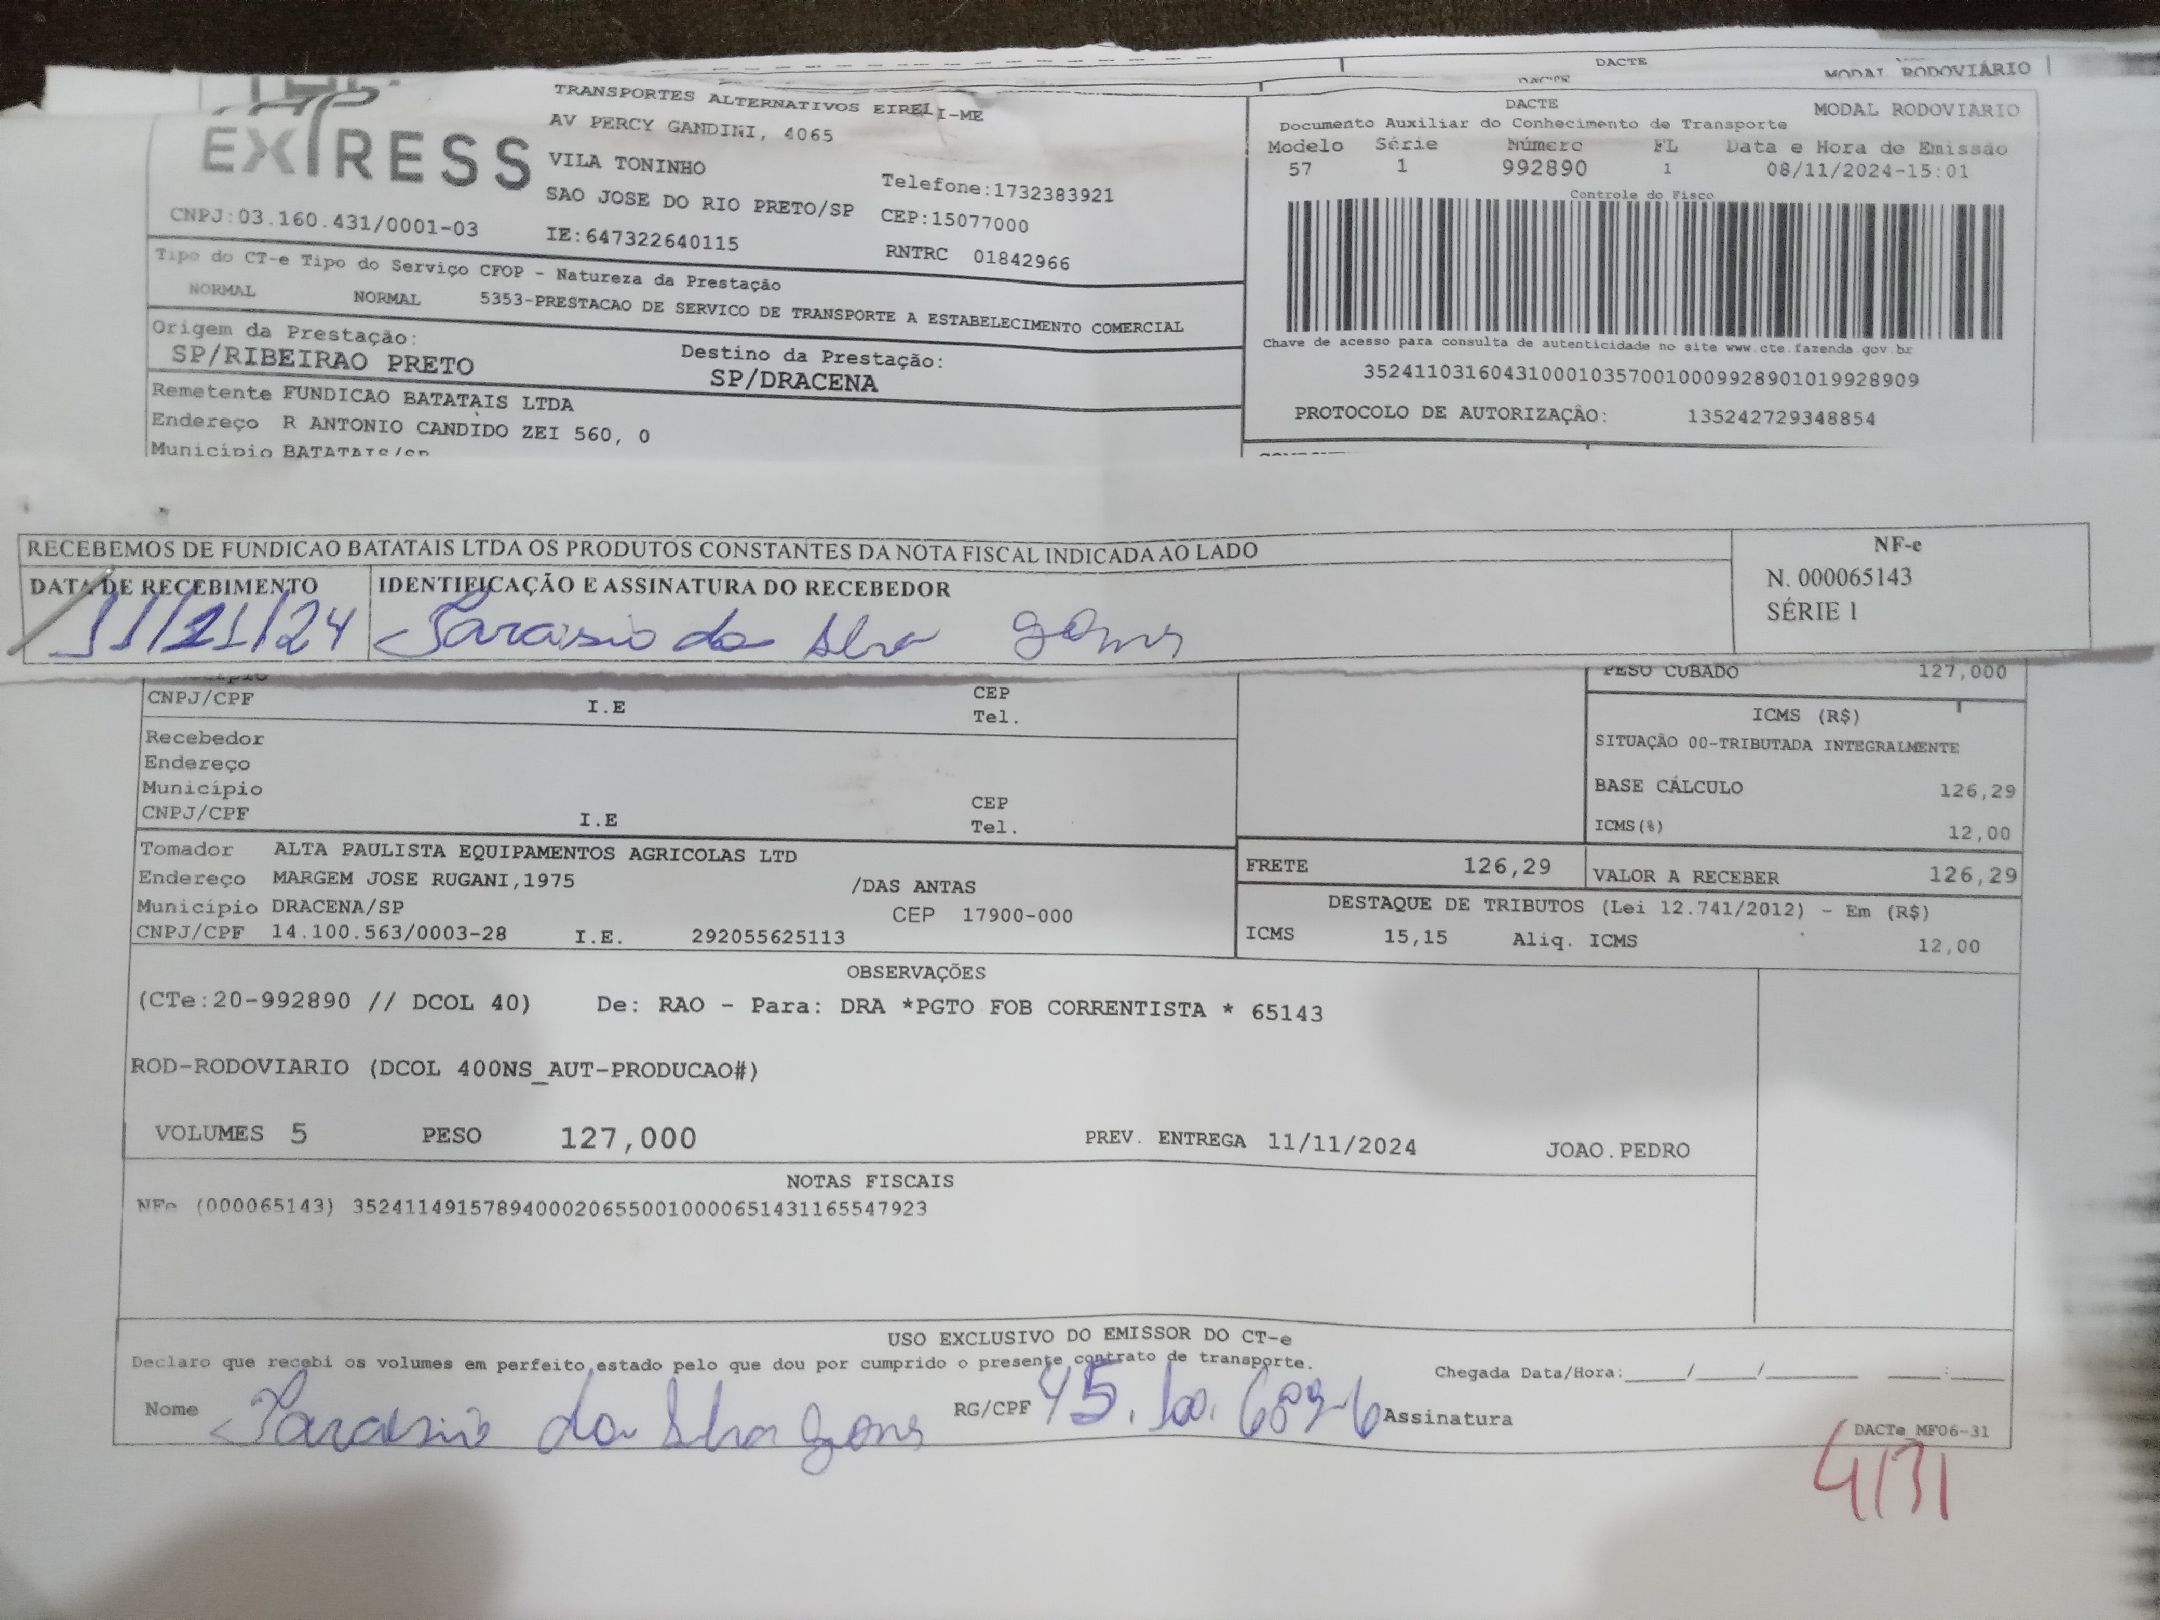 DACTE MODAL RODOVIÁRIO
EXPRESS
TRANSPORTES ALTERNATIVOS EIRELI-ME
AV PERCY GANDINI, 4065
VILA TONINHO
SAO JOSE DO RIO PRETO/SP
Telefone:1732383921
CEP:15077000
CNPJ:03.160.431/0001-03
IE:647322640115
RNTRC 01842966
DACTE
MODAL RODOVIÁRIO
Documento Auxiliar do Conhecimento de Transporte
Modelo Série Número FL Data e Hora de Emissão
57 1 992890 1 08/11/2024-15:01
Controle do Fisco
Chave de acesso para consulta de autenticidade no site www.cte.fazenda.gov.br
35241103160431000103570010009928901019928909
PROTOCOLO DE AUTORIZAÇÃO: 135242729348854
Tipo do CT-e Tipo do Serviço CFOP - Natureza da Prestação
NORMAL NORMAL 5353-PRESTACAO DE SERVICO DE TRANSPORTE A ESTABELECIMENTO COMERCIAL
Origem da Prestação: Destino da Prestação:
SP/RIBEIRAO PRETO SP/DRACENA
Remetente FUNDICAO BATATAIS LTDA
Endereço R ANTONIO CANDIDO ZEI 560, 0
Município BATATAIS/SP
RECEBEMOS DE FUNDICAO BATATAIS LTDA OS PRODUTOS CONSTANTES DA NOTA FISCAL INDICADA AO LADO
DATA DE RECEBIMENTO IDENTIFICAÇÃO E ASSINATURA DO RECEBEDOR
11/11/24
NF-e
N. 000065143
SÉRIE 1
CNPJ/CPF I.E CEP
Tel.
PESO CUBADO 127,000
Recebedor
Endereço
Município CEP
CNPJ/CPF I.E Tel.
ICMS (R$)
SITUAÇÃO 00-TRIBUTADA INTEGRALMENTE
BASE CÁLCULO 126,29
ICMS(%) 12,00
Tomador ALTA PAULISTA EQUIPAMENTOS AGRICOLAS LTD
Endereço MARGEM JOSE RUGANI,1975 /DAS ANTAS
Município DRACENA/SP CEP 17900-000
CNPJ/CPF 14.100.563/0003-28 I.E. 292055625113
FRETE 126,29 VALOR A RECEBER 126,29
DESTAQUE DE TRIBUTOS (Lei 12.741/2012) - Em (R$)
ICMS 15,15 Aliq. ICMS 12,00
OBSERVAÇÕES
(CTe:20-992890 // DCOL 40) De: RAO - Para: DRA *PGTO FOB CORRENTISTA * 65143
ROD-RODOVIARIO (DCOL 400NS_AUT-PRODUCAO#)
VOLUMES 5 PESO 127,000 PREV. ENTREGA 11/11/2024 JOAO.PEDRO
NOTAS FISCAIS
NFe (000065143) 35241149157894000206550010000651431165547923
USO EXCLUSIVO DO EMISSOR DO CT-e
Declaro que recebi os volumes em perfeito estado pelo que dou por cumprido o presente contrato de transporte.
Chegada Data/Hora:____/____/______ ____:____
Nome RG/CPF Assinatura
DACTe_MF06-31